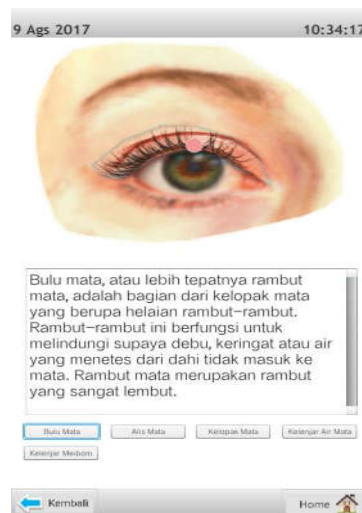 9 Ags 2017 10:34:17
Bulu mata, atau lebih tepatnya rambut
mata, adalah bagian dari kelopak mata
yang berupa helaian rambut-rambut.
Rambut-rambut ini berfungsi untuk
melindungi supaya debu, keringat atau air
yang menetes dari dahi tidak masuk ke
mata. Rambut mata merupakan rambut
yang sangat lembut.
Bulu Mata Alis Mata Kelopak Mata Kelenjar Air Mata
Kelenjar Meibom
Kembali Home